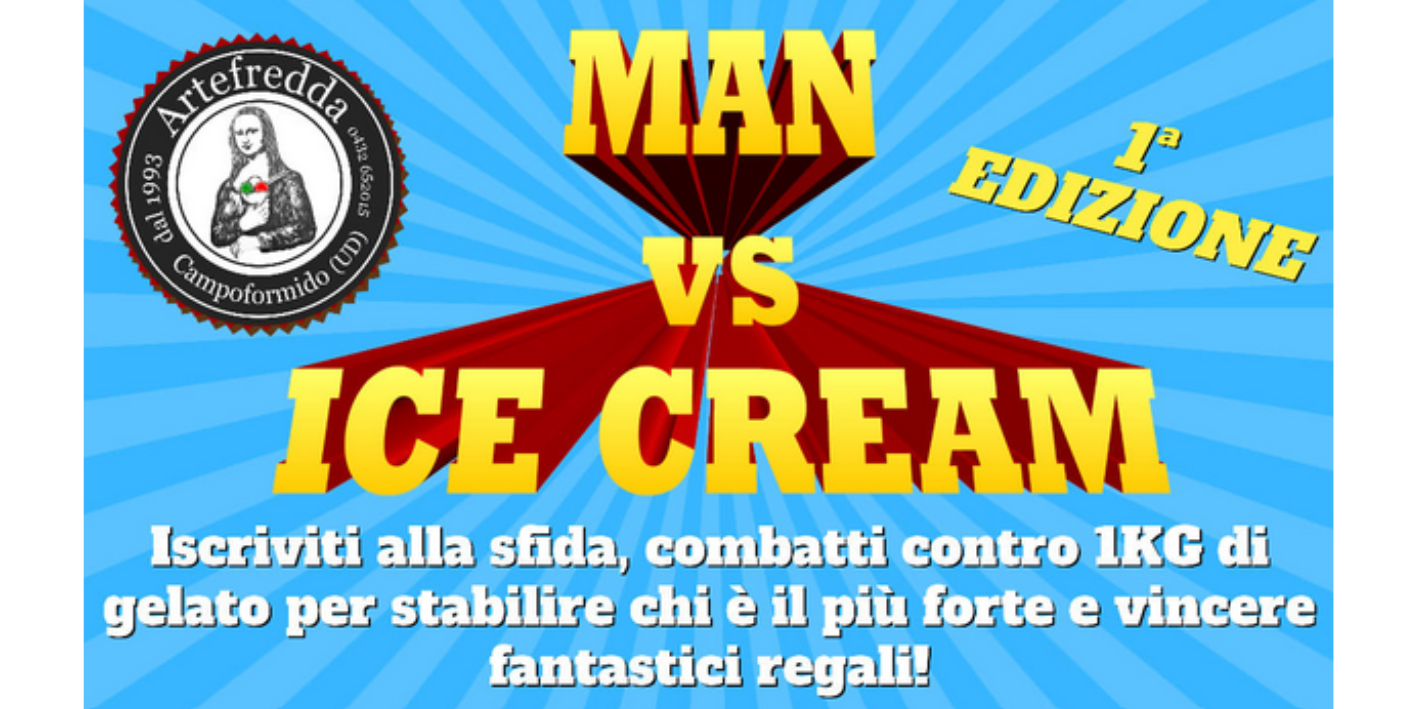 Artefredda
dal 1993
0432 652015
Campoformido (UD)
MAN
vs
ICE CREAM
1ª
EDIZIONE
Iscriviti alla sfida, combatti contro 1KG di
gelato per stabilire chi è il più forte e vincere
fantastici regali!